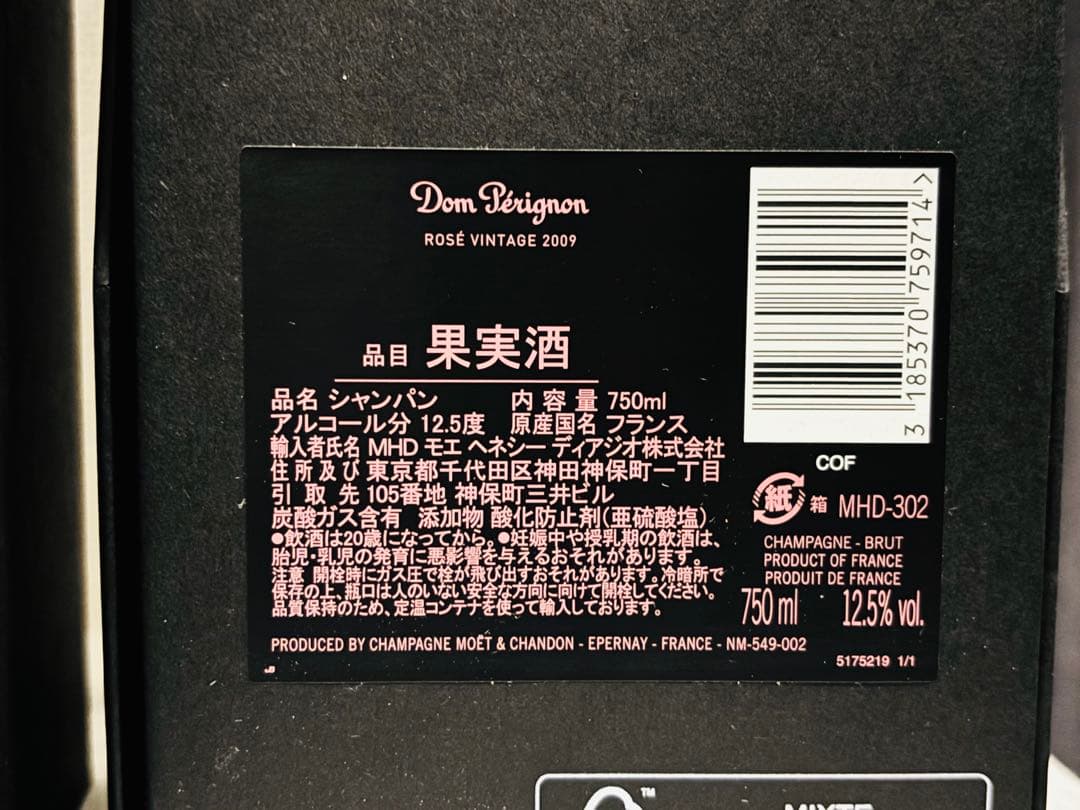 Dom Pérignon
ROSÉ VINTAGE 2009
品目 果実酒
品名 シャンパン 内容量 750ml
アルコール分 12.5度 原産国名 フランス
輸入者氏名 MHD モエ ヘネシー ディアジオ株式会社
住所及び 東京都千代田区神田神保町一丁目
引取先 105番地 神保町三井ビル
炭酸ガス含有 添加物 酸化防止剤(亜硫酸塩)
●飲酒は20歳になってから。●妊娠中や授乳期の飲酒は、
胎児・乳児の発育に悪影響を与えるおそれがあります。
注意 開栓時にガス圧で栓が飛び出すおそれがあります。冷暗所で
保存の上、瓶口は人のいない安全な方向に向けて開栓してください。
品質保持のため、定温コンテナを使って輸入しております。
PRODUCED BY CHAMPAGNE MOËT & CHANDON - EPERNAY - FRANCE - NM-549-002
3 185370 759714 >
COF
紙 箱 MHD-302
CHAMPAGNE - BRUT
PRODUCT OF FRANCE
PRODUIT DE FRANCE
750 ml 12.5% vol.
5175219 1/1
JB
TM